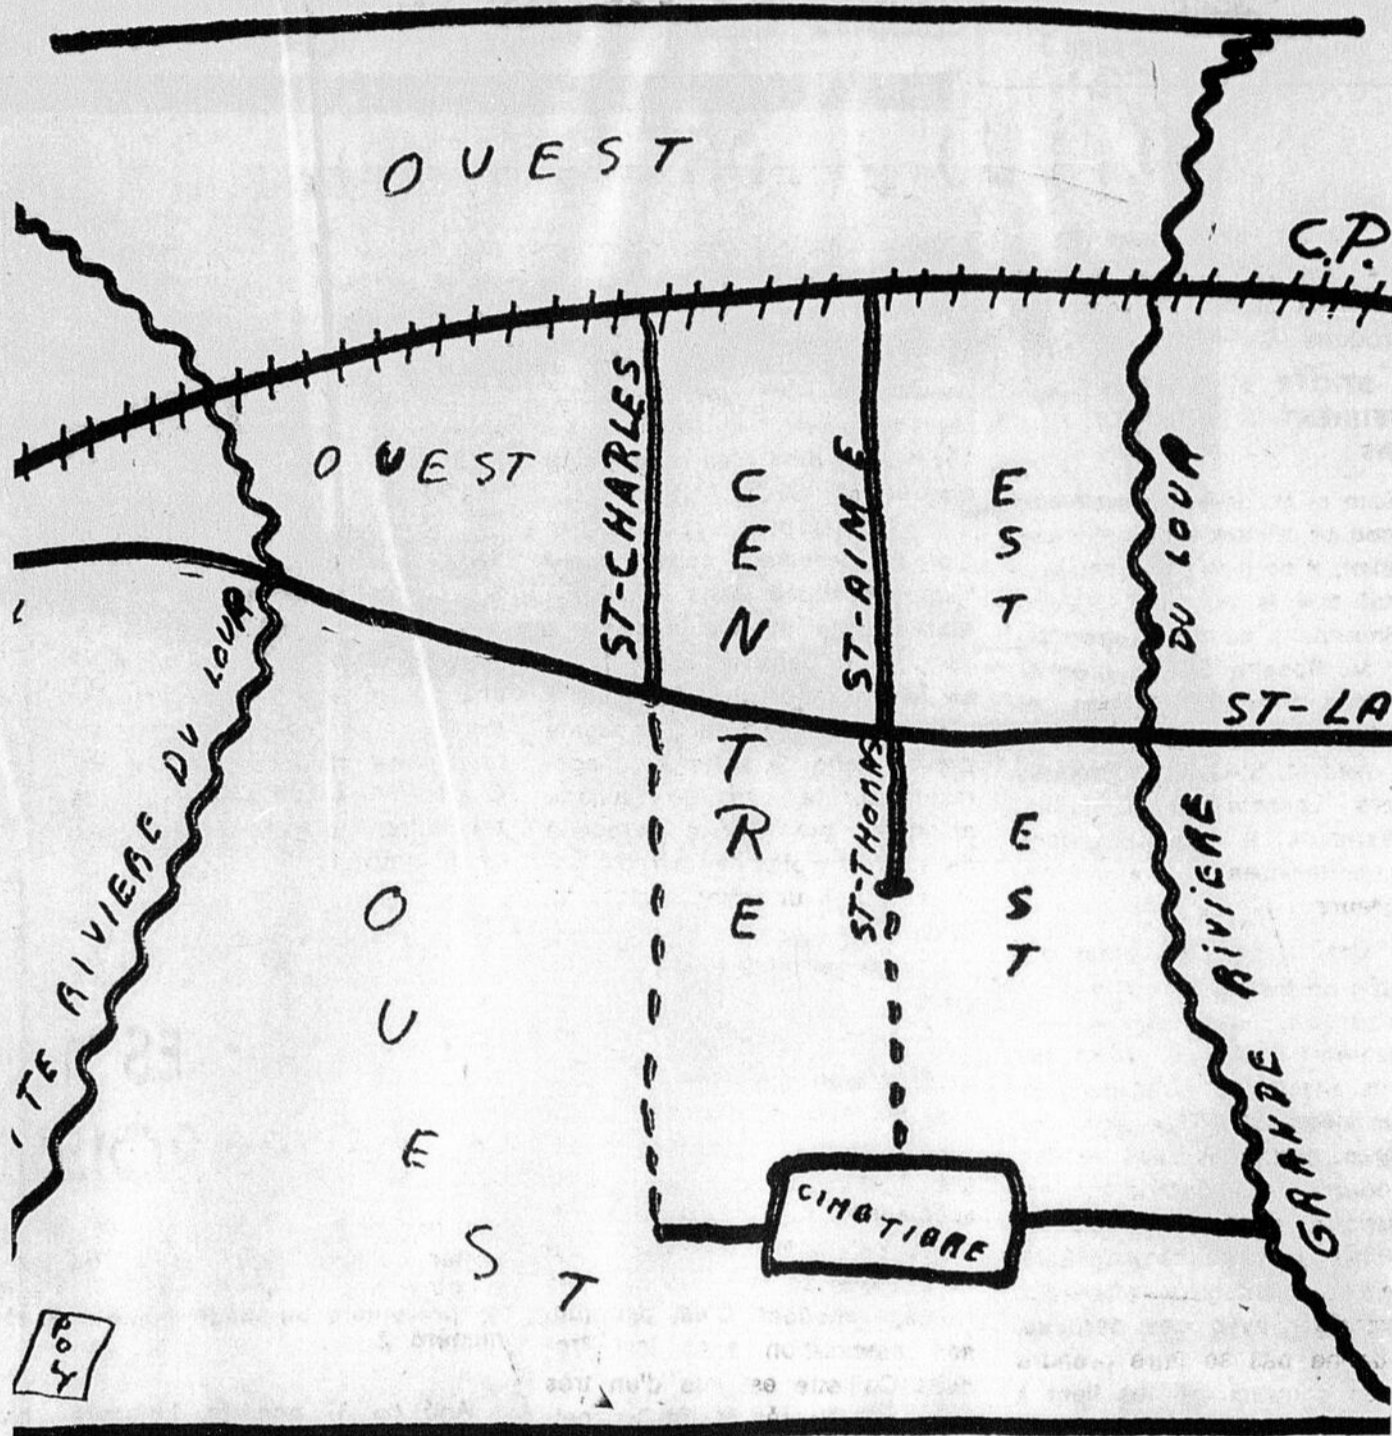 OUEST
C.P.
OUEST
ST-CHARLES
CENTRE
ST-AIME
EST
DU LOUP
ST-LA
TE RIVIERE DU LOUP
ST-THOMAS
EST
RIVIERE
GRANDE
OUEST
CIMETIERE